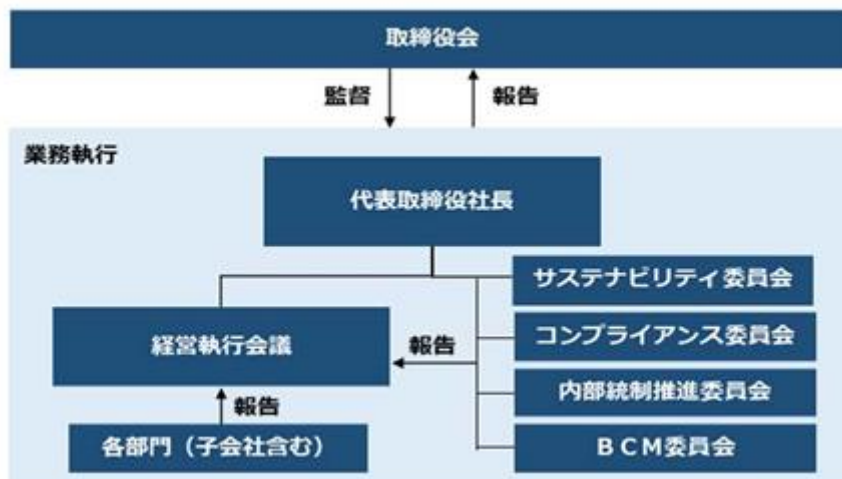 取締役会
監督
報告
業務執行
代表取締役社長
サステナビリティ委員会
コンプライアンス委員会
経営執行会議
報告
内部統制推進委員会
報告
各部門（子会社含む）
ＢＣＭ委員会